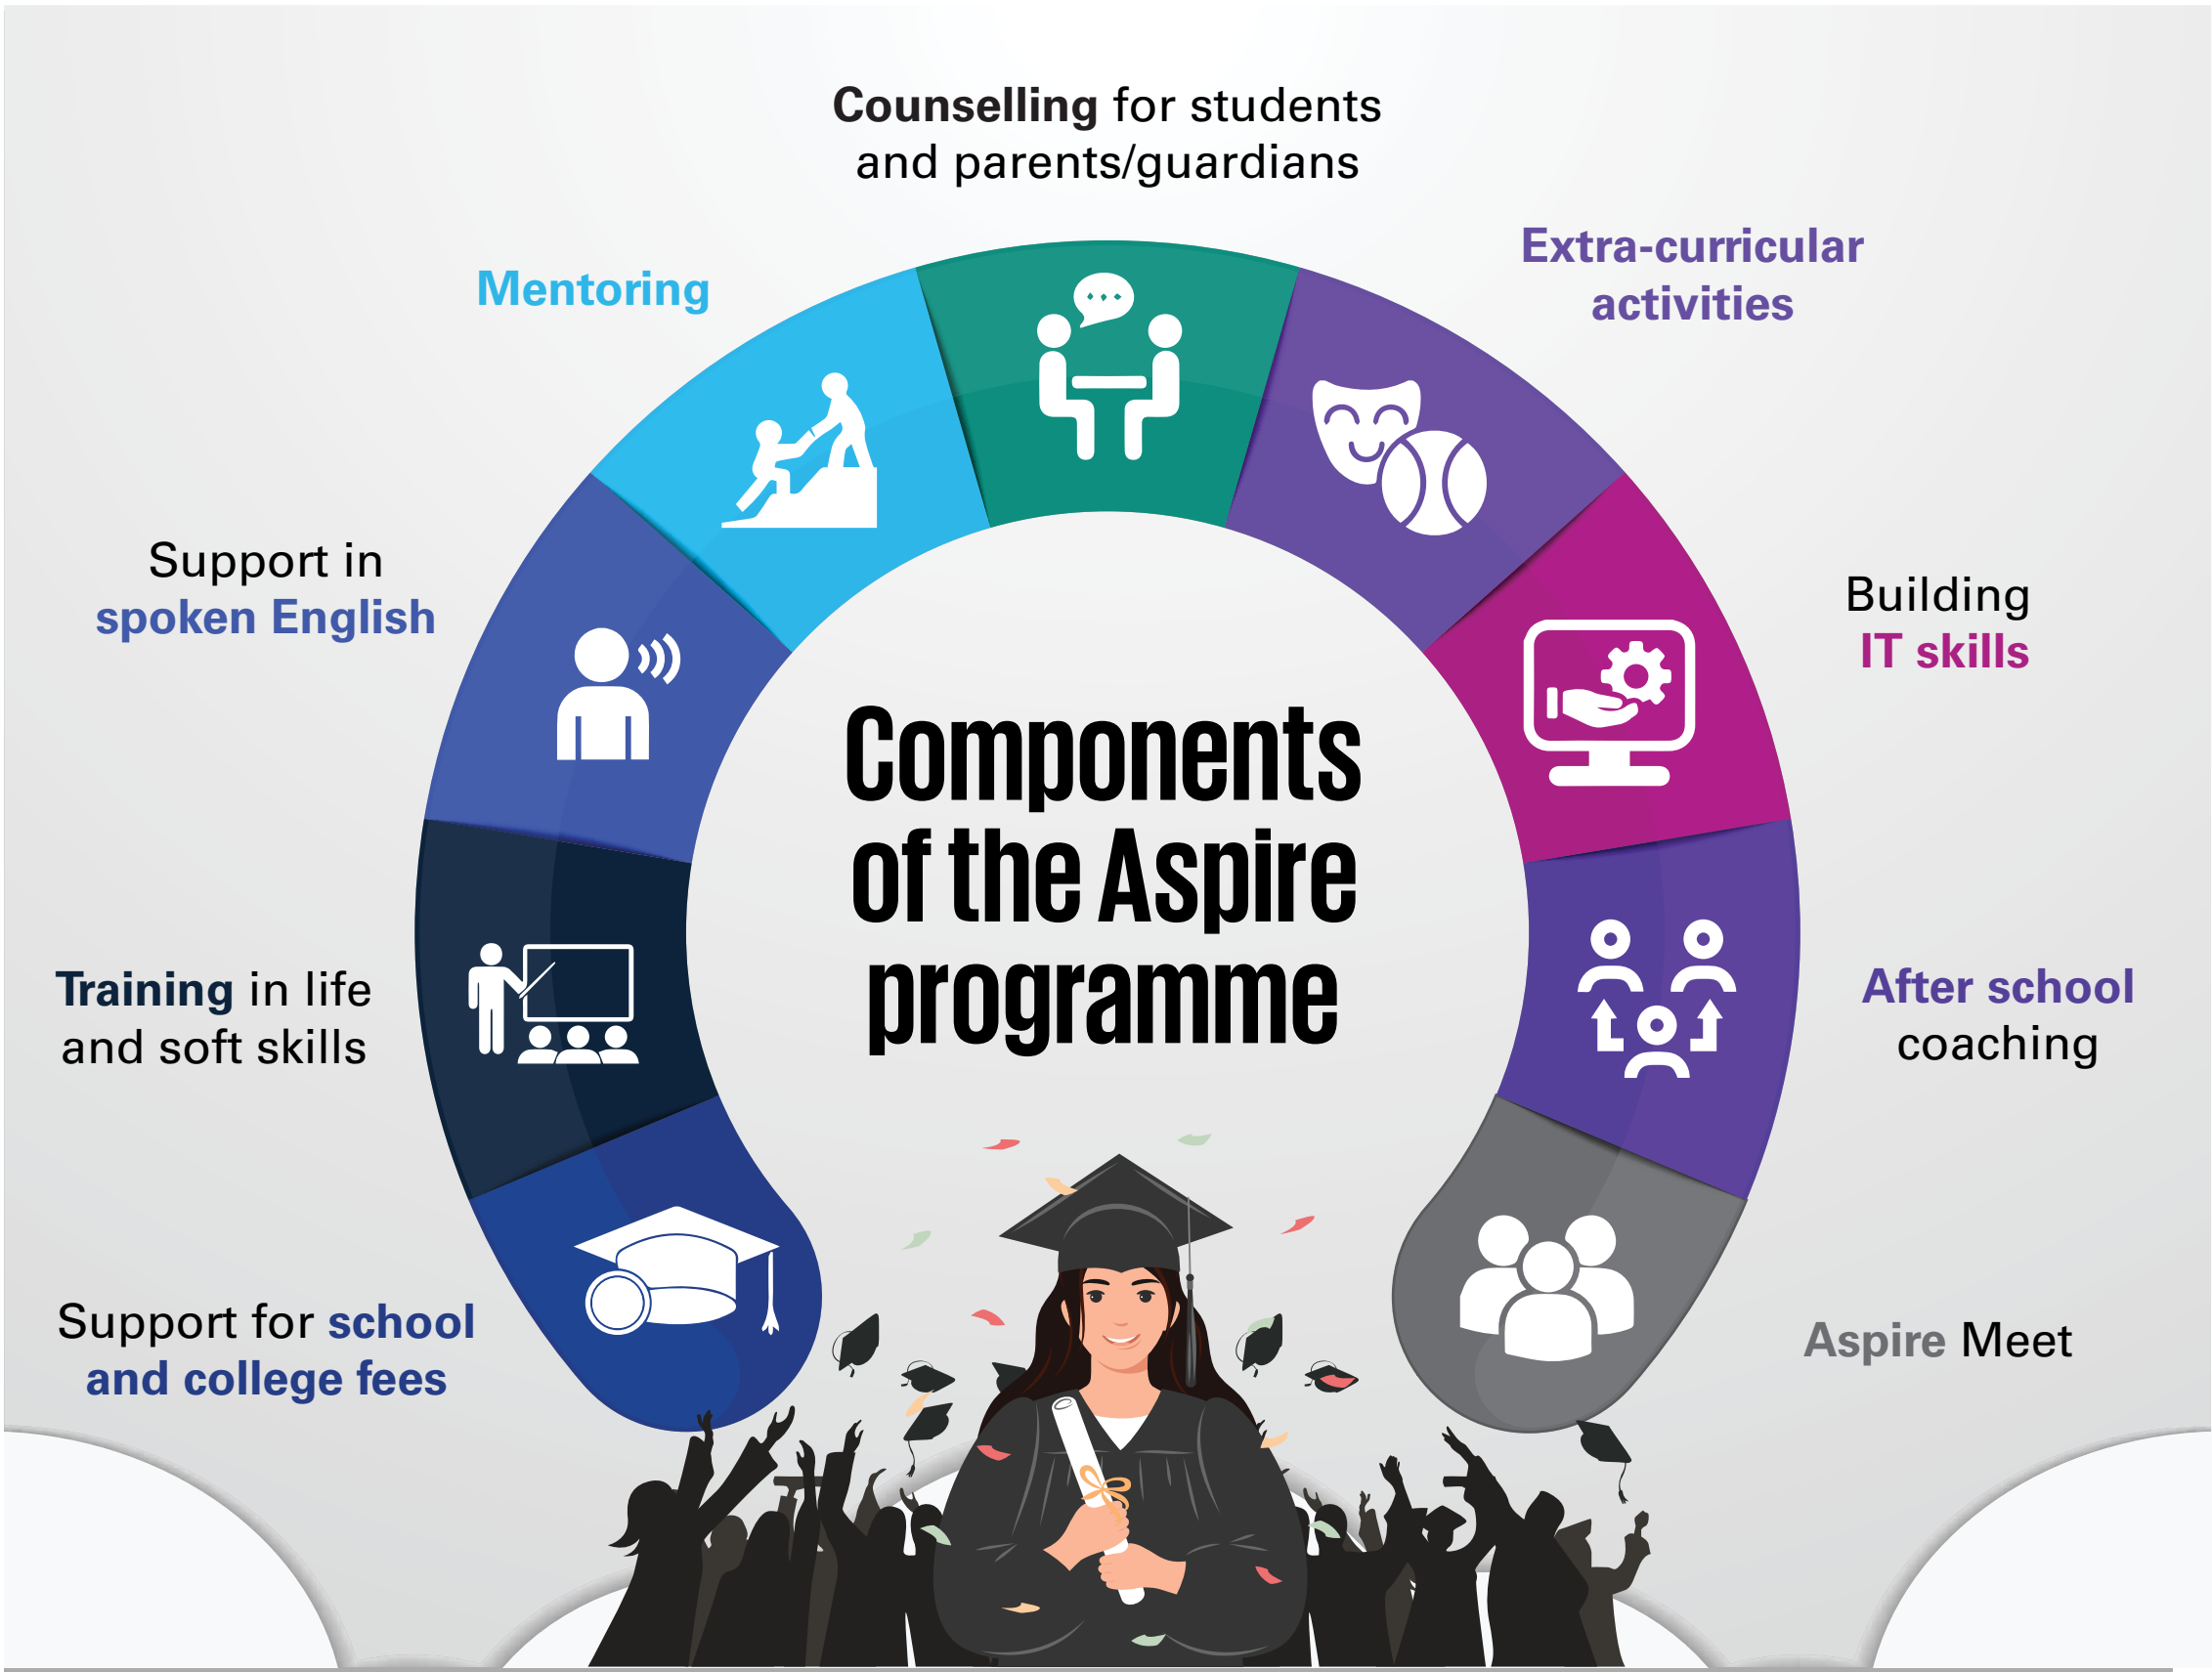 Counselling for students
and parents/guardians
Mentoring
Extra-curricular
activities
Support in
spoken English
Building
IT skills
Components
of the Aspire
programme
Training in life
and soft skills
After school
coaching
Support for school
and college fees
Aspire Meet